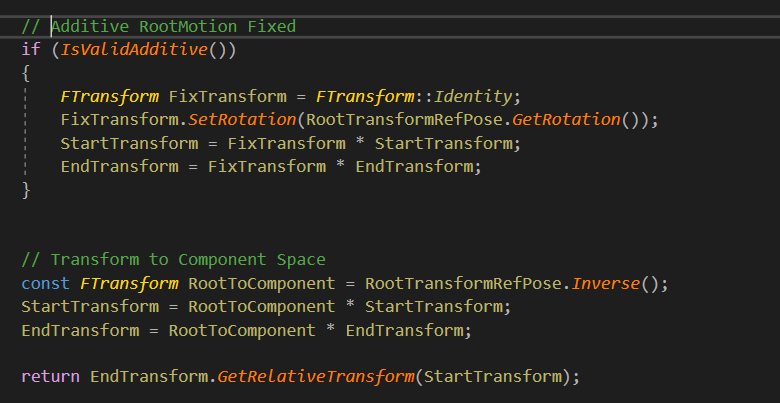 // Additive RootMotion Fixed
if (IsValidAdditive())
{
    FTransform FixTransform = FTransform::Identity;
    FixTransform.SetRotation(RootTransformRefPose.GetRotation());
    StartTransform = FixTransform * StartTransform;
    EndTransform = FixTransform * EndTransform;
}
// Transform to Component Space
const FTransform RootToComponent = RootTransformRefPose.Inverse();
StartTransform = RootToComponent * StartTransform;
EndTransform = RootToComponent * EndTransform;
return EndTransform.GetRelativeTransform(StartTransform);